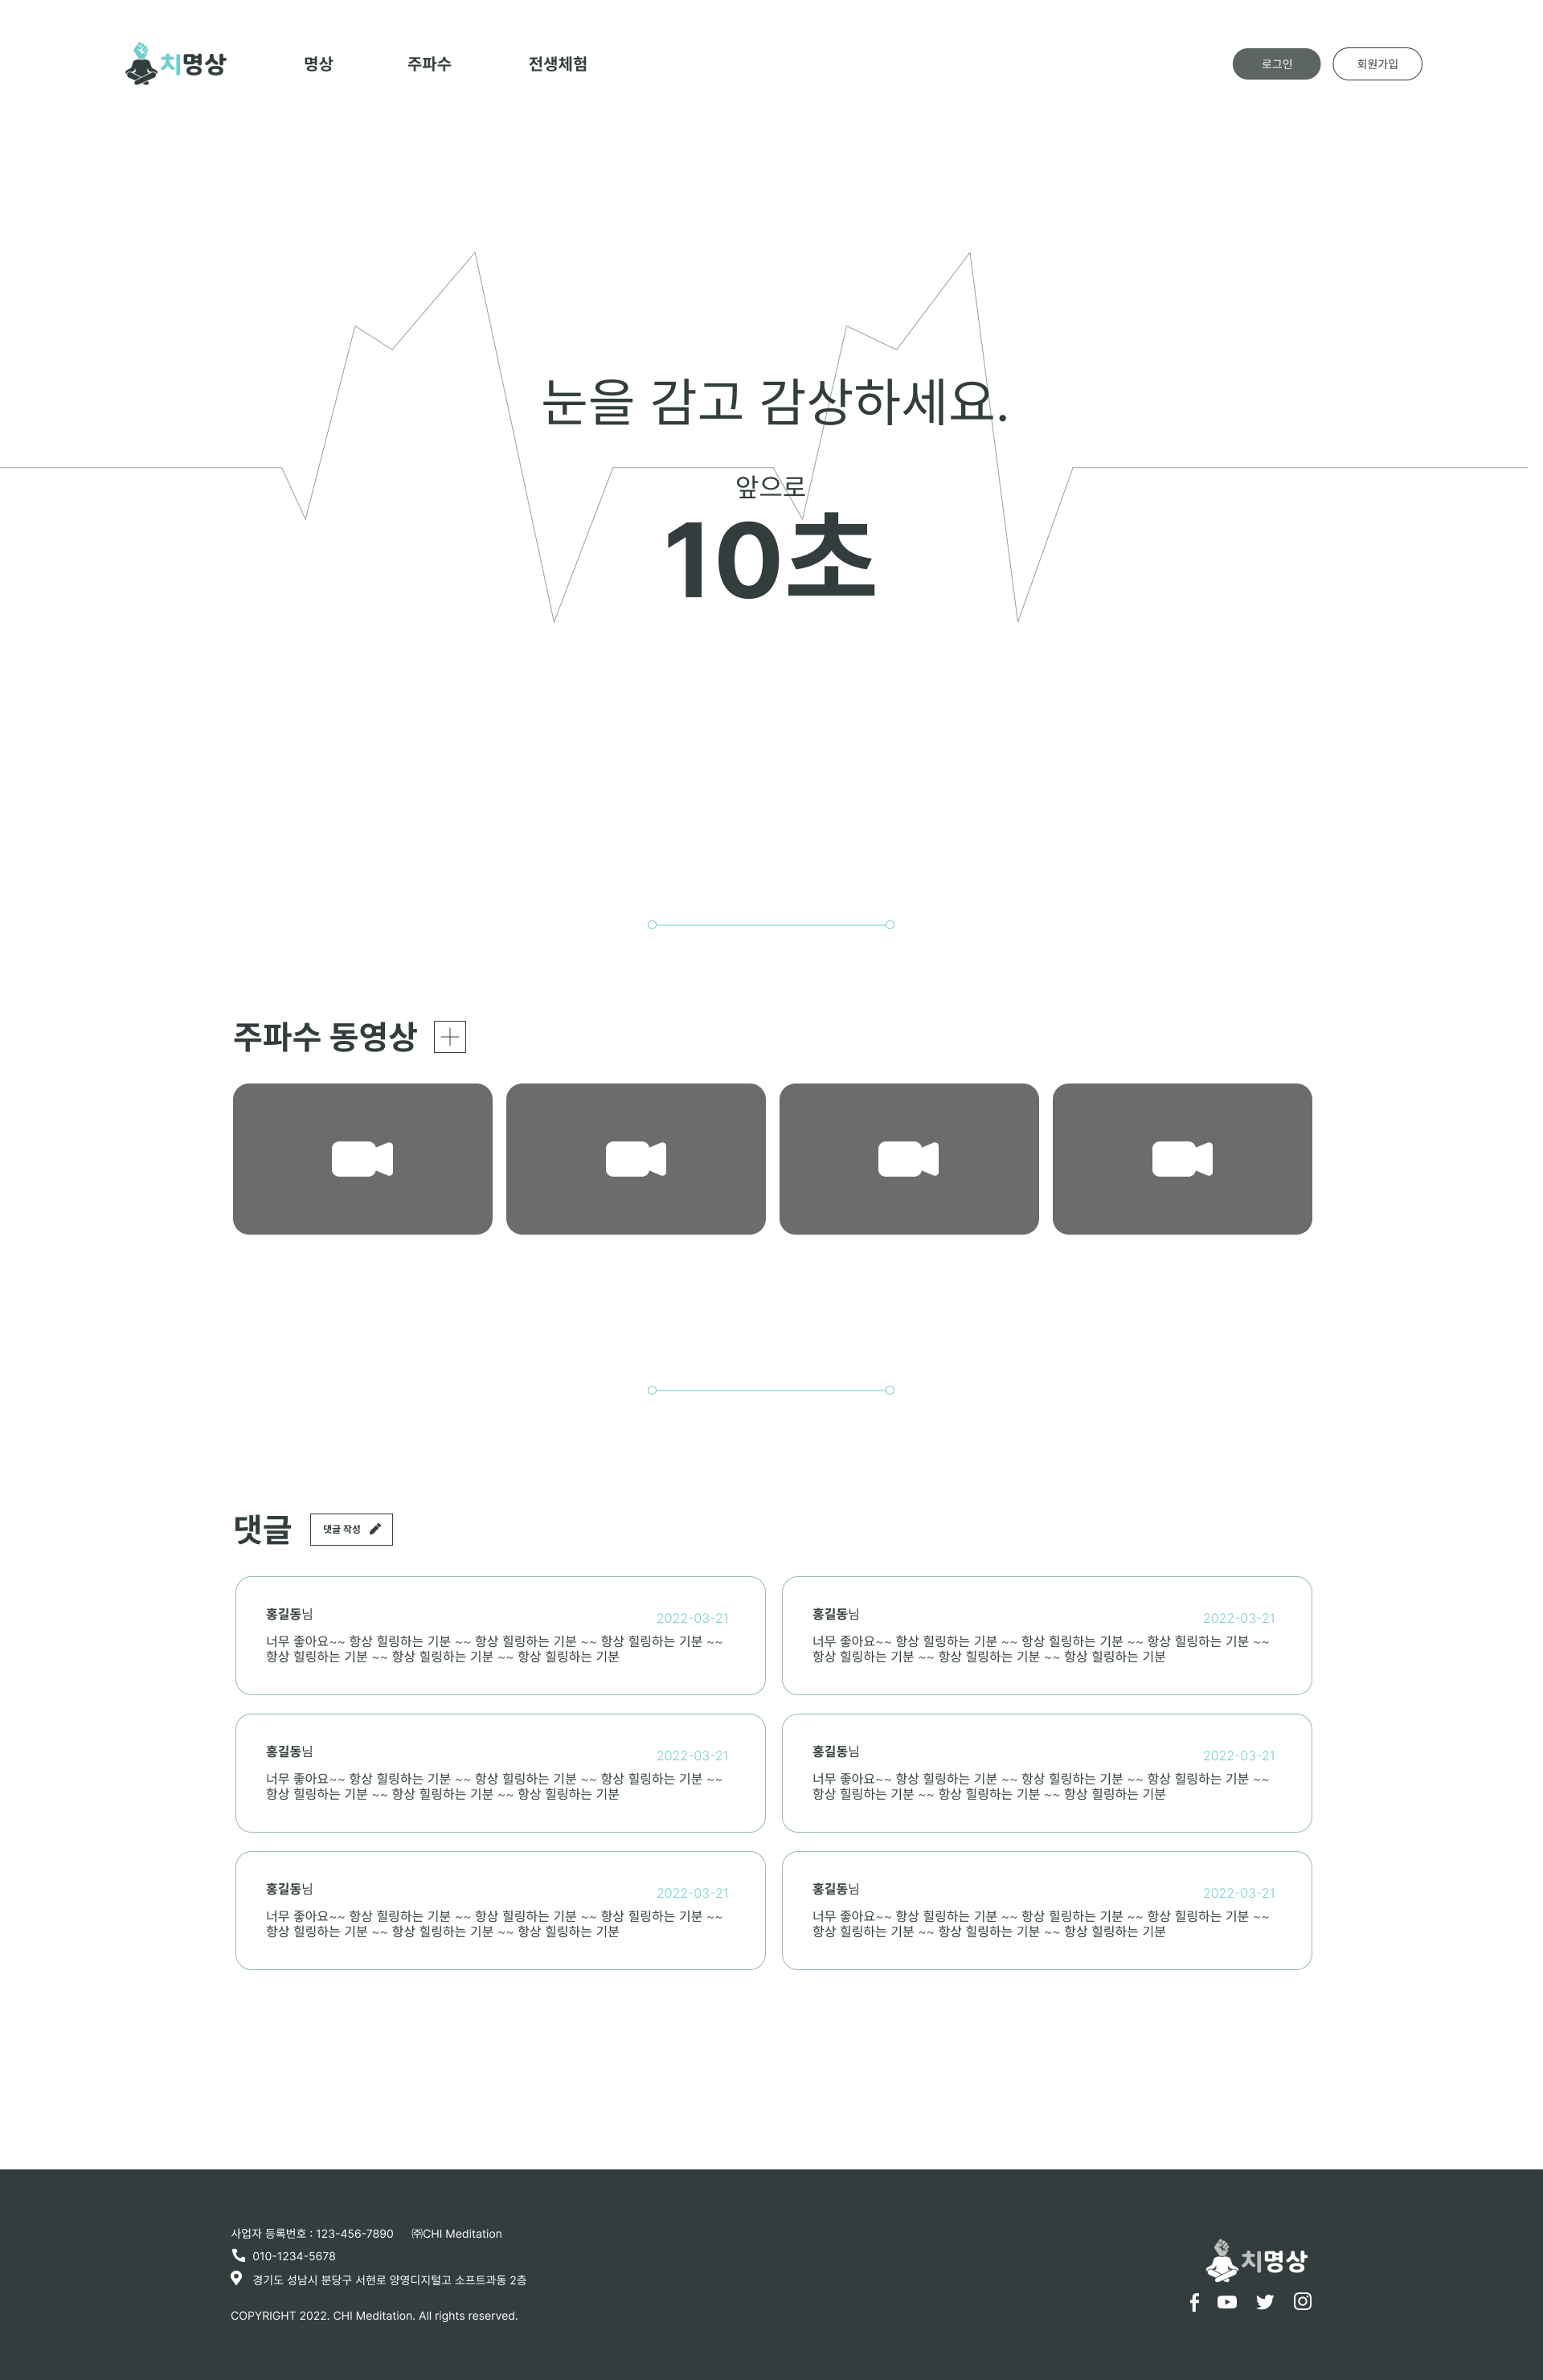 치명상
명상
주파수
전생체험
로그인
회원가입
눈을 감고 감상하세요.
앞으로
10초
주파수 동영상
댓글
댓글 작성
홍길동님
2022-03-21
너무 좋아요~~ 항상 힐링하는 기분 ~~ 항상 힐링하는 기분 ~~ 항상 힐링하는 기분 ~~
항상 힐링하는 기분 ~~ 항상 힐링하는 기분 ~~ 항상 힐링하는 기분
홍길동님
2022-03-21
너무 좋아요~~ 항상 힐링하는 기분 ~~ 항상 힐링하는 기분 ~~ 항상 힐링하는 기분 ~~
항상 힐링하는 기분 ~~ 항상 힐링하는 기분 ~~ 항상 힐링하는 기분
홍길동님
2022-03-21
너무 좋아요~~ 항상 힐링하는 기분 ~~ 항상 힐링하는 기분 ~~ 항상 힐링하는 기분 ~~
항상 힐링하는 기분 ~~ 항상 힐링하는 기분 ~~ 항상 힐링하는 기분
홍길동님
2022-03-21
너무 좋아요~~ 항상 힐링하는 기분 ~~ 항상 힐링하는 기분 ~~ 항상 힐링하는 기분 ~~
항상 힐링하는 기분 ~~ 항상 힐링하는 기분 ~~ 항상 힐링하는 기분
홍길동님
2022-03-21
너무 좋아요~~ 항상 힐링하는 기분 ~~ 항상 힐링하는 기분 ~~ 항상 힐링하는 기분 ~~
항상 힐링하는 기분 ~~ 항상 힐링하는 기분 ~~ 항상 힐링하는 기분
홍길동님
2022-03-21
너무 좋아요~~ 항상 힐링하는 기분 ~~ 항상 힐링하는 기분 ~~ 항상 힐링하는 기분 ~~
항상 힐링하는 기분 ~~ 항상 힐링하는 기분 ~~ 항상 힐링하는 기분
사업자 등록번호 : 123-456-7890 ㈜CHI Meditation
010-1234-5678
경기도 성남시 분당구 서현로 양영디지털고 소프트과동 2층
COPYRIGHT 2022. CHI Meditation. All rights reserved.
치명상